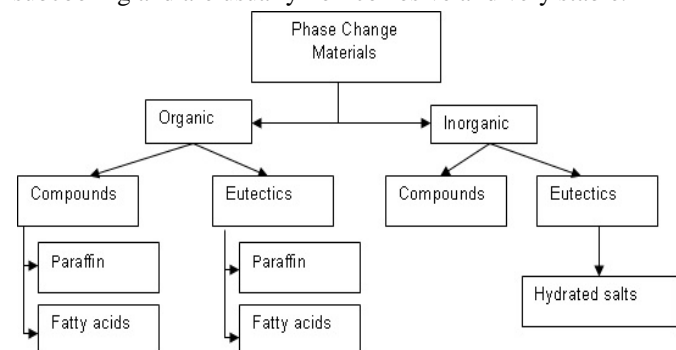 Phase Change
Materials
Organic
Inorganic
Compounds
Eutectics
Compounds
Eutectics
Paraffin
Paraffin
Hydrated salts
Fatty acids
Fatty acids